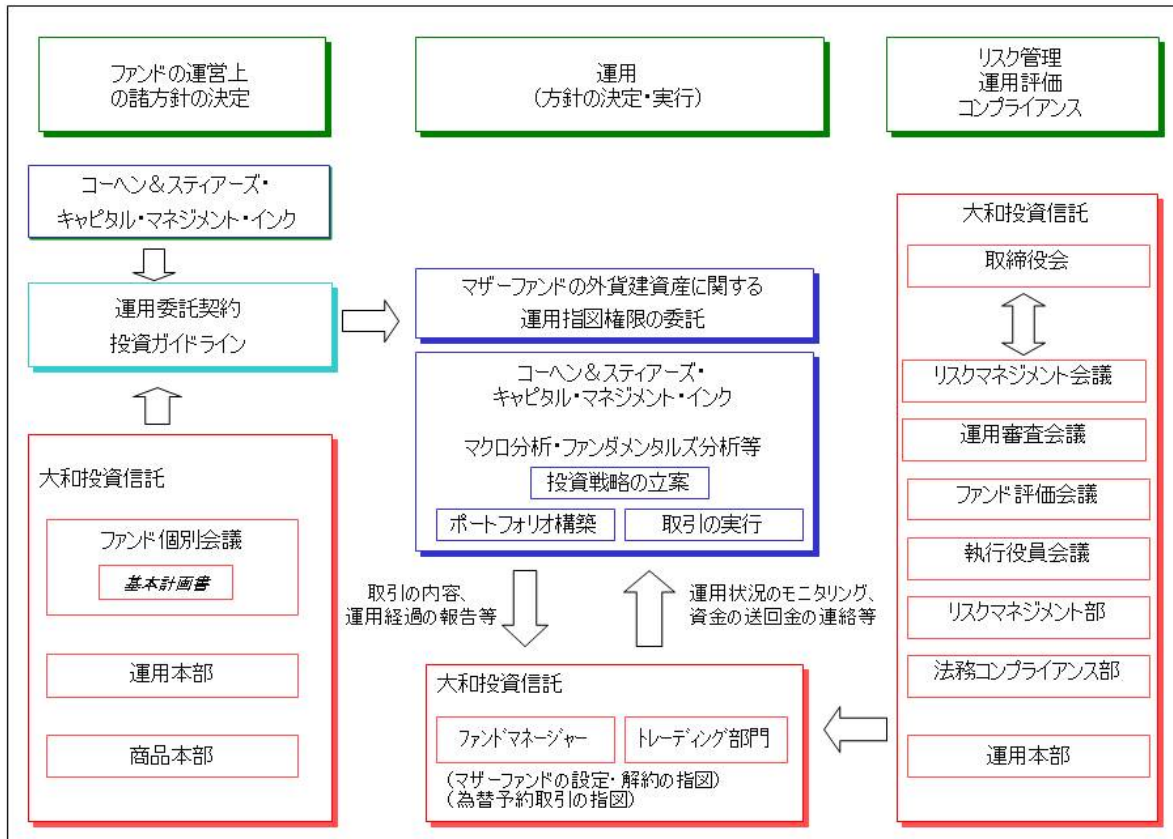 ファンドの運営上
の諸方針の決定
運用
(方針の決定・実行)
リスク管理
運用評価
コンプライアンス
コーヘン&スティアーズ・
キャピタル・マネジメント・インク
運用委託契約
投資ガイドライン
大和投資信託
ファンド個別会議
基本計画書
運用本部
商品本部
マザーファンドの外貨建資産に関する
運用指図権限の委託
コーヘン&スティアーズ・
キャピタル・マネジメント・インク
マクロ分析・ファンダメンタルズ分析等
投資戦略の立案
ポートフォリオ構築
取引の実行
取引の内容、
運用経過の報告等
運用状況のモニタリング、
資金の送回金の連絡等
大和投資信託
ファンドマネージャー
トレーディング部門
(マザーファンドの設定・解約の指図)
(為替予約取引の指図)
大和投資信託
取締役会
リスクマネジメント会議
運用審査会議
ファンド評価会議
執行役員会議
リスクマネジメント部
法務コンプライアンス部
運用本部